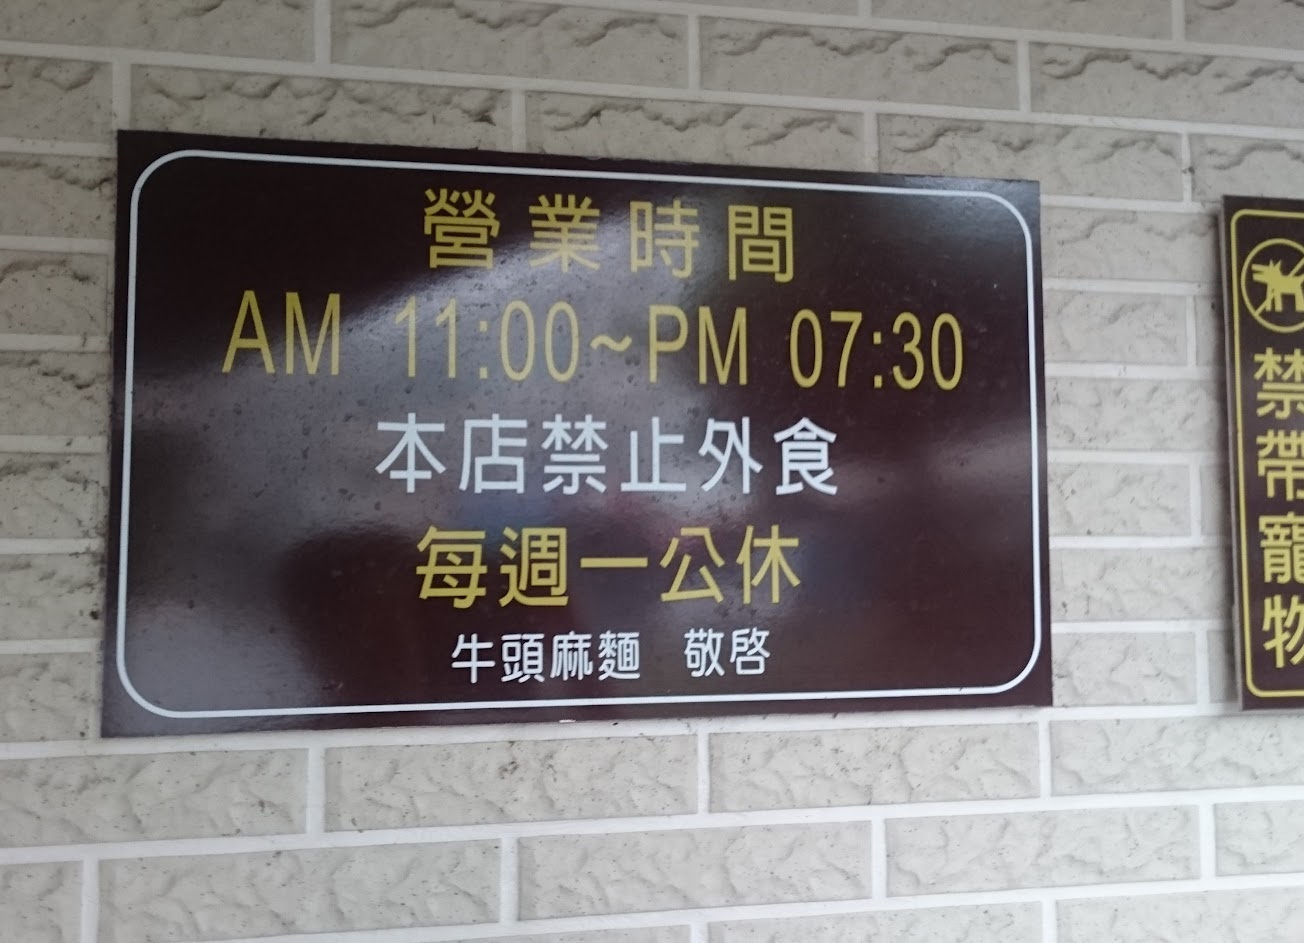 營業時間
AM 11:00~PM 07:30
本店禁止外食
每週一公休
牛頭麻麵 敬啓
禁帶寵物